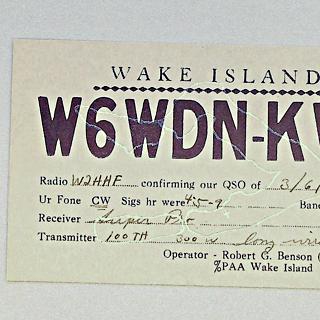 WAKE ISLAND
W6WDN-K
Radio W2HHF confirming our QSO of 3/6/
Ur Fone CW Sigs hr were 45-9 Ban
Receiver Super Pro
Transmitter 100TH 300 W long wire
Operator - Robert G. Benson (
%PAA Wake Island